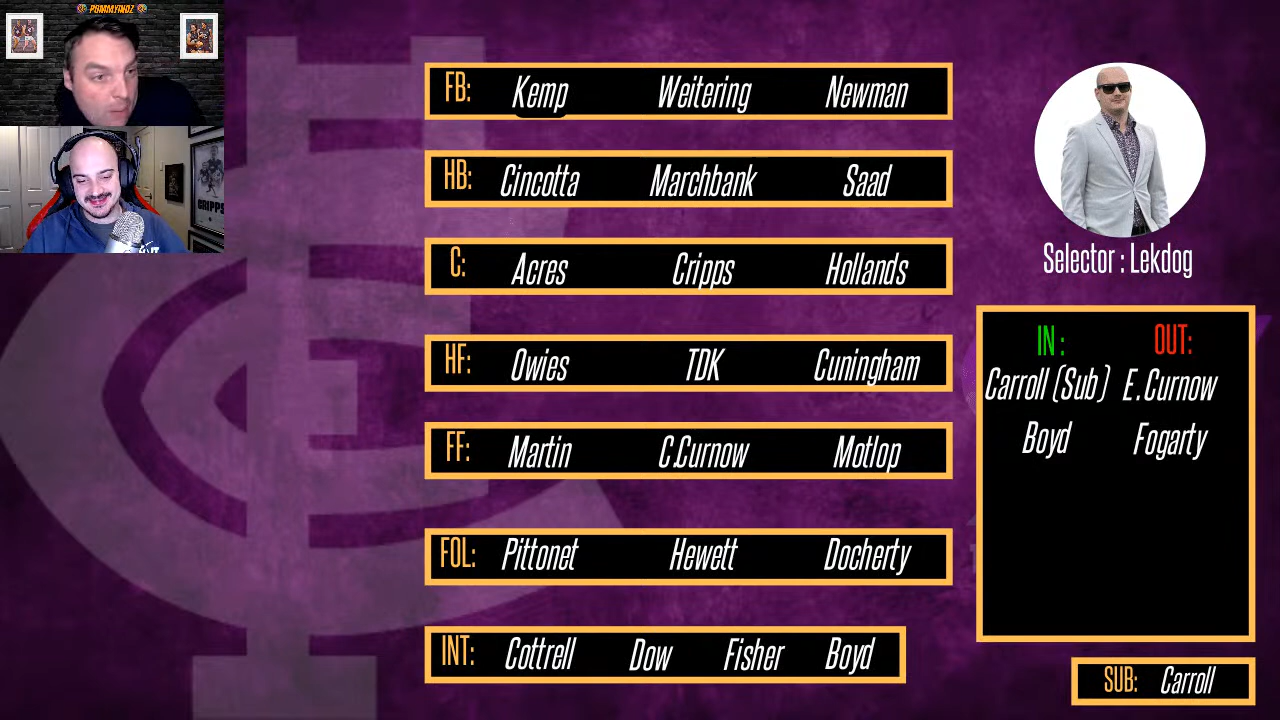 POMMYINOZ
CRIPPS
FB: Kemp Weitering Newman
HB: Cincotta Marchbank Saad
C: Acres Cripps Hollands
HF: Owies TDK Cuningham
FF: Martin C.Curnow Motlop
FOL: Pittonet Hewett Docherty
INT: Cottrell Dow Fisher Boyd
Selector : Lekdog
IN : OUT:
Carroll (Sub) E.Curnow
Boyd Fogarty
SUB: Carroll